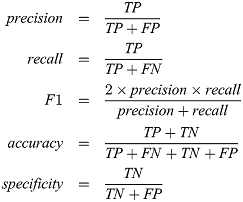 precision = TP / TP + FP
recall = TP / TP + FN
F1 = 2 × precision × recall / precision + recall
accuracy = TP + TN / TP + FN + TN + FP
specificity = TN / TN + FP